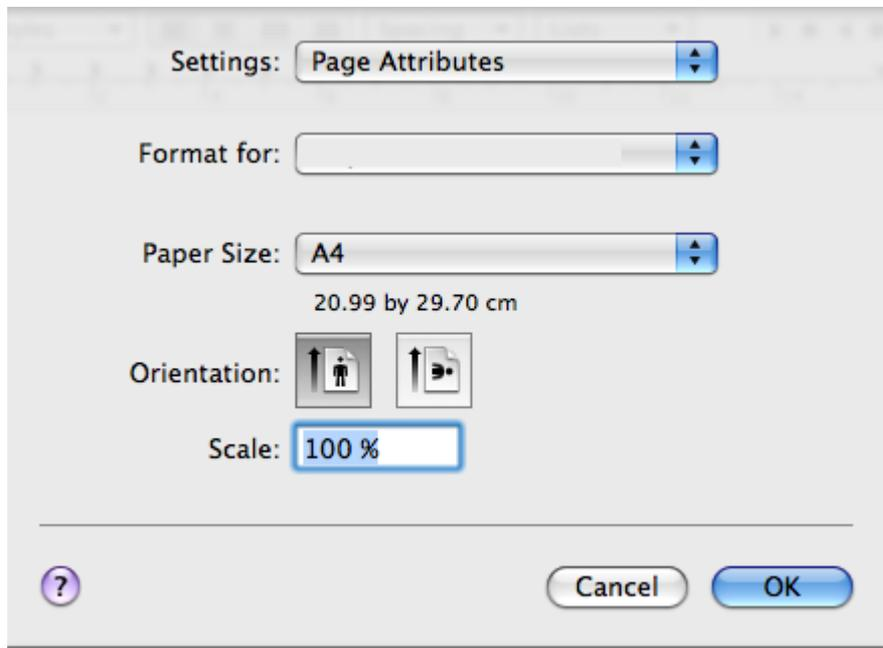 Settings: Page Attributes
Format for:
Paper Size: A4
20.99 by 29.70 cm
Orientation:
Scale: 100 %
? Cancel OK